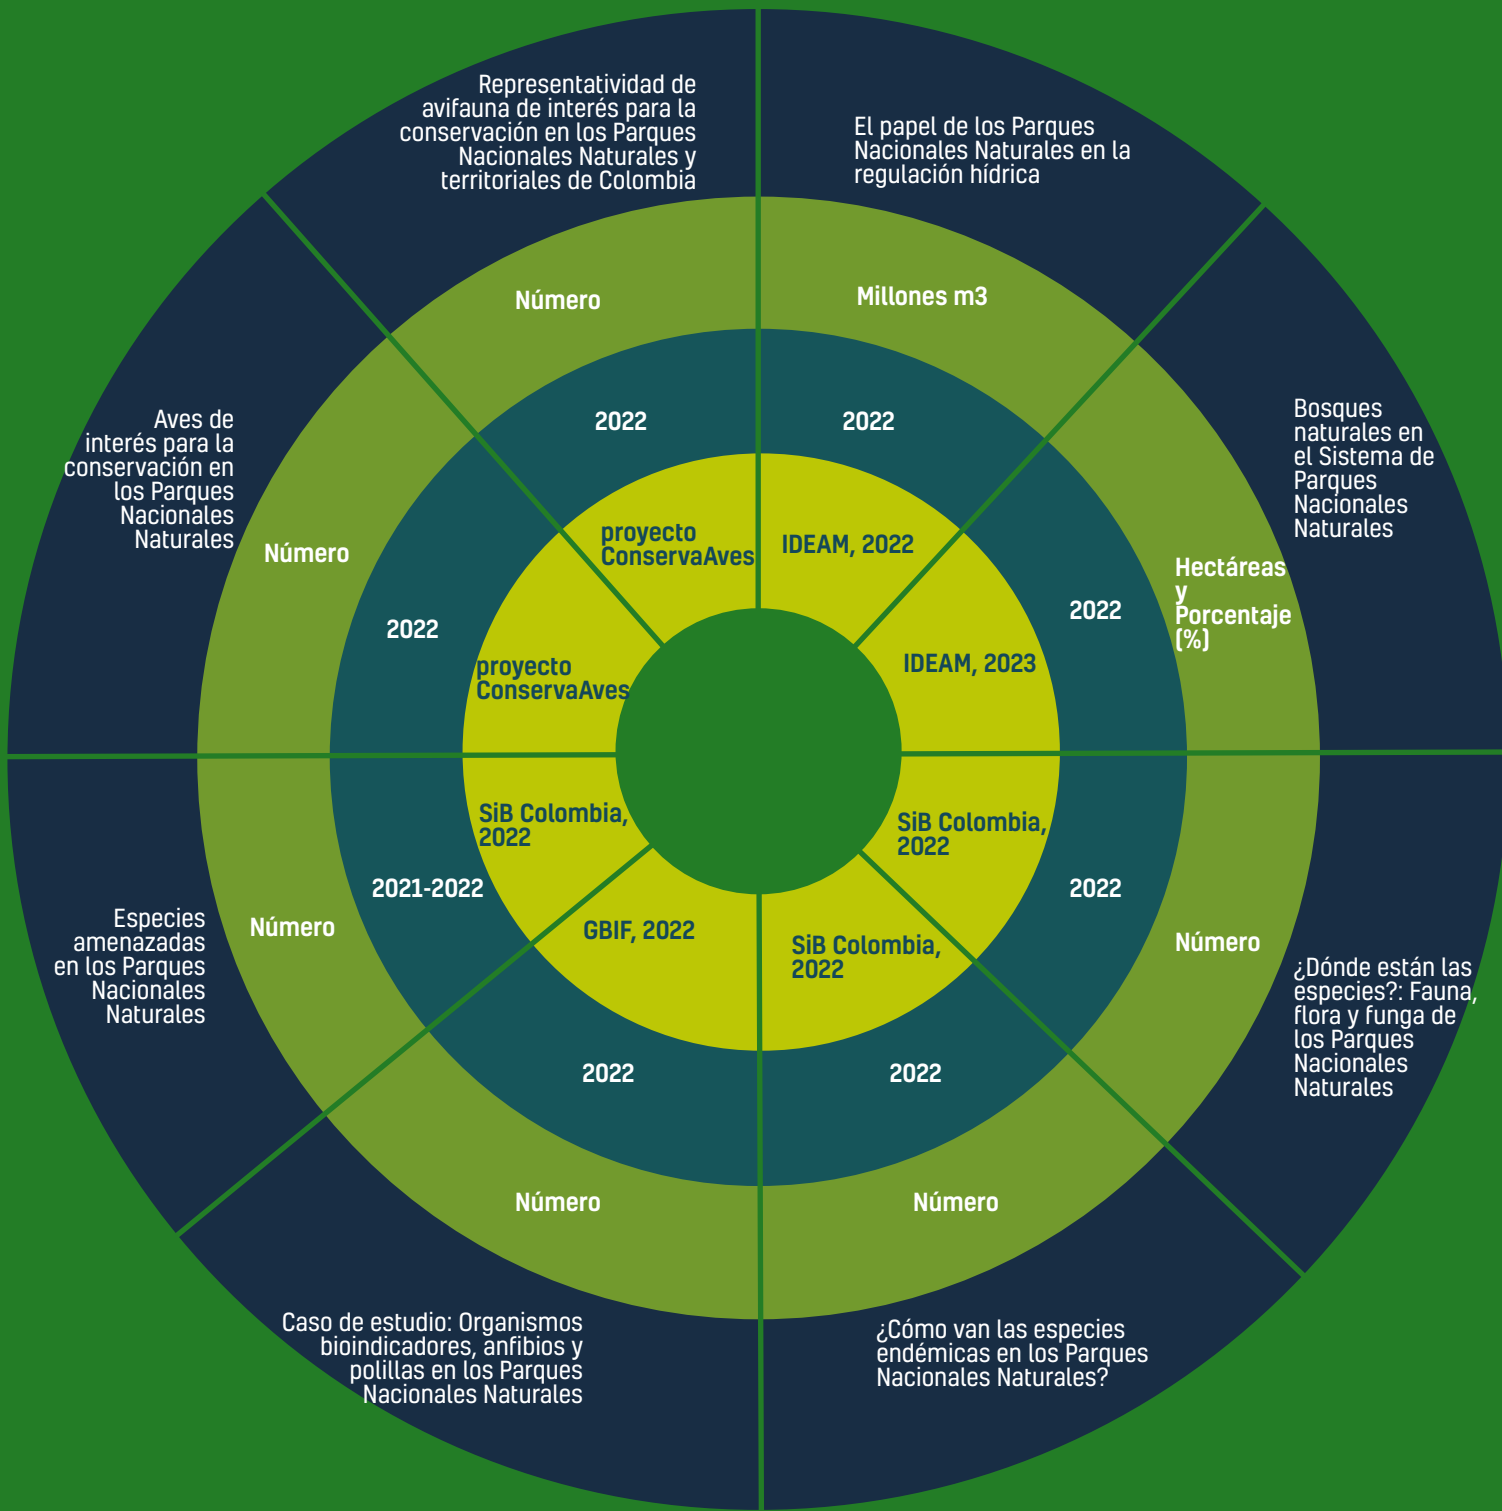 Representatividad de
avifauna de interés para la
conservación en los Parques
Nacionales Naturales y
territoriales de Colombia
El papel de los Parques
Nacionales Naturales en la
regulación hídrica
Número
Millones m3
2022
2022
proyecto
ConservaAves
IDEAM, 2022
Aves de
interés para la
conservación en
los Parques
Nacionales
Naturales
Número
2022
proyecto
ConservaAves
IDEAM, 2023
2022
Hectáreas
y
Porcentaje
(%)
Bosques
naturales en
el Sistema de
Parques
Nacionales
Naturales
Especies
amenazadas
en los Parques
Nacionales
Naturales
Número
2021-2022
SiB Colombia,
2022
SiB Colombia,
2022
2022
Número
¿Dónde están las
especies?: Fauna,
flora y funga de
los Parques
Nacionales
Naturales
GBIF, 2022
SiB Colombia,
2022
2022
2022
Número
Número
Caso de estudio: Organismos
bioindicadores, anfibios y
polillas en los Parques
Nacionales Naturales
¿Cómo van las especies
endémicas en los Parques
Nacionales Naturales?